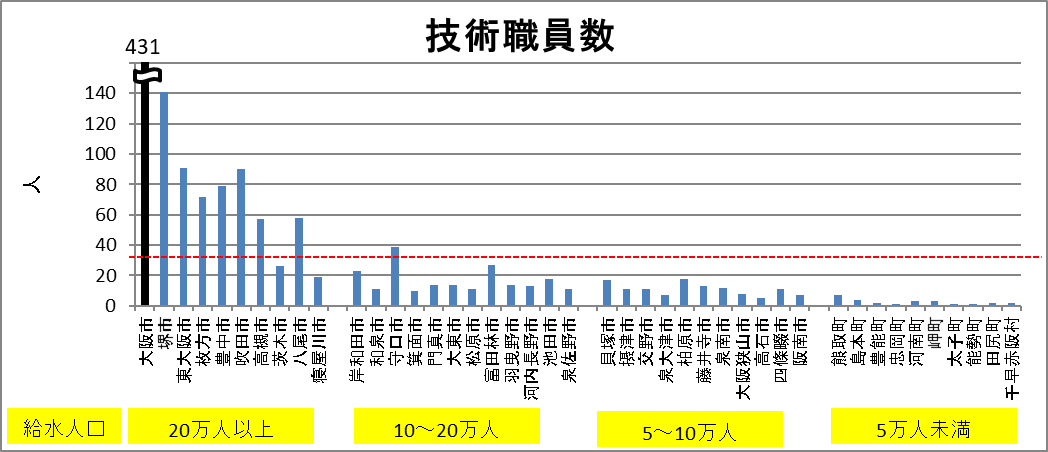 技術職員数
431
140
120
100
80
60
40
20
0
人
大阪市
堺市
東大阪市
枚方市
豊中市
吹田市
高槻市
茨木市
八尾市
寝屋川市
岸和田市
和泉市
守口市
箕面市
門真市
大東市
松原市
富田林市
羽曳野市
河内長野市
池田市
泉佐野市
貝塚市
摂津市
交野市
泉大津市
柏原市
藤井寺市
泉南市
大阪狭山市
高石市
四條畷市
阪南市
熊取町
島本町
豊能町
忠岡町
河南町
岬町
太子町
能勢町
田尻町
千早赤阪村
給水人口
20万人以上
10～20万人
5～10万人
5万人未満